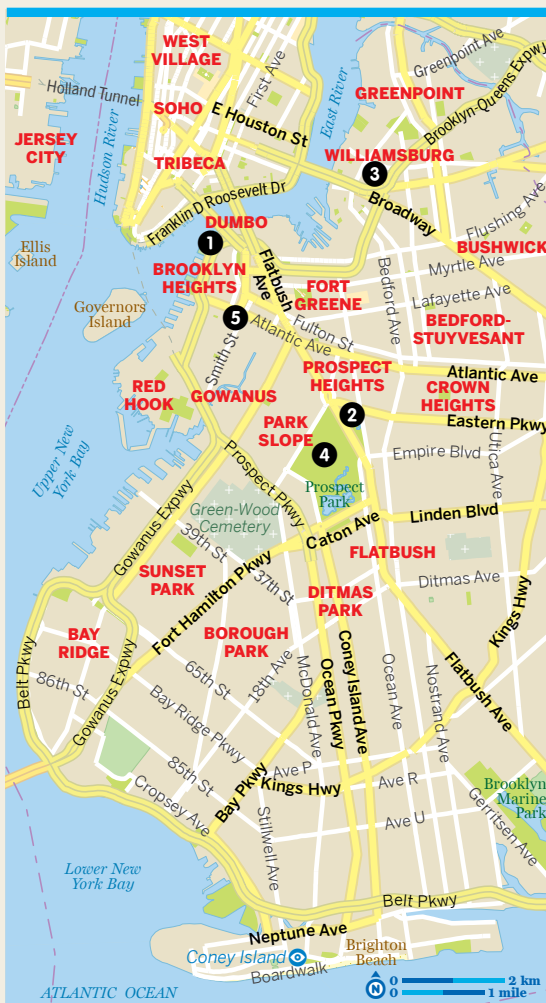 WEST
VILLAGE
First Ave
Greenpoint Ave
Holland Tunnel
SOHO
E Houston St
East River
GREENPOINT
Brooklyn-Queens Expwy
JERSEY
CITY
Hudson River
TRIBECA
WILLIAMSBURG
3
Franklin D Roosevelt Dr
Broadway
Flushing Ave
DUMBO
1
BUSHWICK
Ellis
Island
Flatbush
Ave
Myrtle Ave
BROOKLYN
HEIGHTS
FORT
GREENE
Bedford Ave
Lafayette Ave
Governors
Island
5
Fulton St
BEDFORD-
STUYVESANT
Smith St
Atlantic Ave
Atlantic Ave
PROSPECT
HEIGHTS
RED
HOOK
GOWANUS
CROWN
HEIGHTS
2
PARK
SLOPE
Eastern Pkwy
4
Empire Blvd
Utica Ave
Upper New
York Bay
Prospect Pkwy
Prospect
Park
Green-Wood
Cemetery
Linden Blvd
Gowanus Expwy
Caton Ave
39th St
FLATBUSH
37th St
SUNSET
PARK
Fort Hamilton Pkwy
Ditmas Ave
DITMAS
PARK
Kings Hwy
BAY
RIDGE
BOROUGH
PARK
Belt Pkwy
86th St
Gowanus Expwy
65th St
18th Ave
McDonald Ave
Ocean Pkwy
Coney Island Ave
Ocean Ave
Nostrand Ave
Flatbush Ave
Bay Ridge Pkwy
Ave P
85th St
Bay Pkwy
Kings Hwy
Ave R
Brooklyn
Marine
Park
Cropsey Ave
Stillwell Ave
Ave U
Gerritsen Ave
Lower New
York Bay
Belt Pkwy
Neptune Ave
Coney Island
Brighton
Beach
Boardwalk
ATLANTIC OCEAN
N
0 2 km
0 1 mile